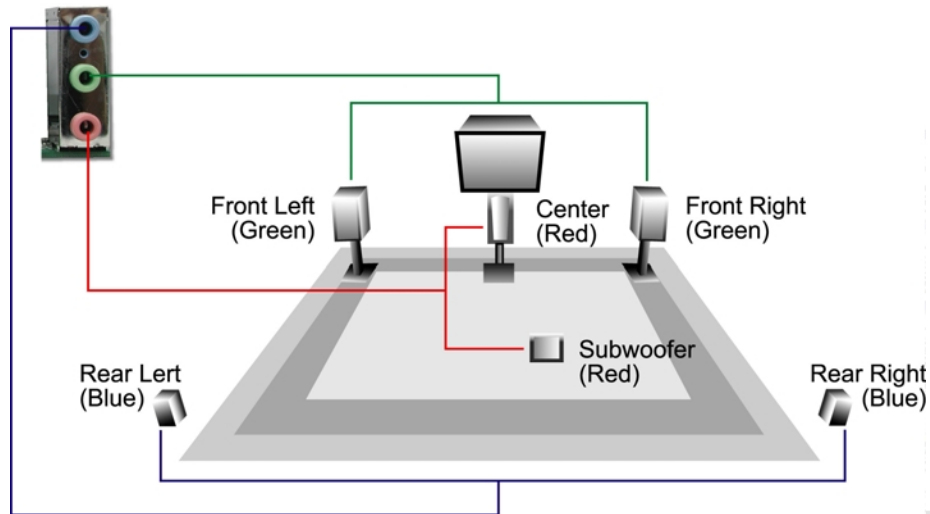 Front Left
(Green)
Center
(Red)
Front Right
(Green)
Subwoofer
(Red)
Rear Lert
(Blue)
Rear Right
(Blue)